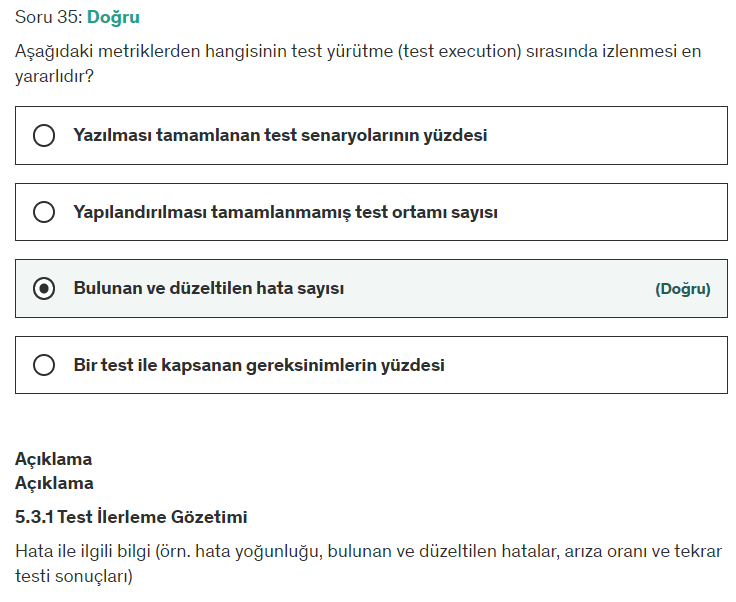 Soru 35: Doğru
Aşağıdaki metriklerden hangisinin test yürütme (test execution) sırasında izlenmesi en
yararlıdır?
Yazılması tamamlanan test senaryolarının yüzdesi
Yapılandırılması tamamlanmamış test ortamı sayısı
Bulunan ve düzeltilen hata sayısı (Doğru)
Bir test ile kapsanan gereksinimlerin yüzdesi
Açıklama
Açıklama
5.3.1 Test İlerleme Gözetimi
Hata ile ilgili bilgi (örn. hata yoğunluğu, bulunan ve düzeltilen hatalar, arıza oranı ve tekrar
testi sonuçları)